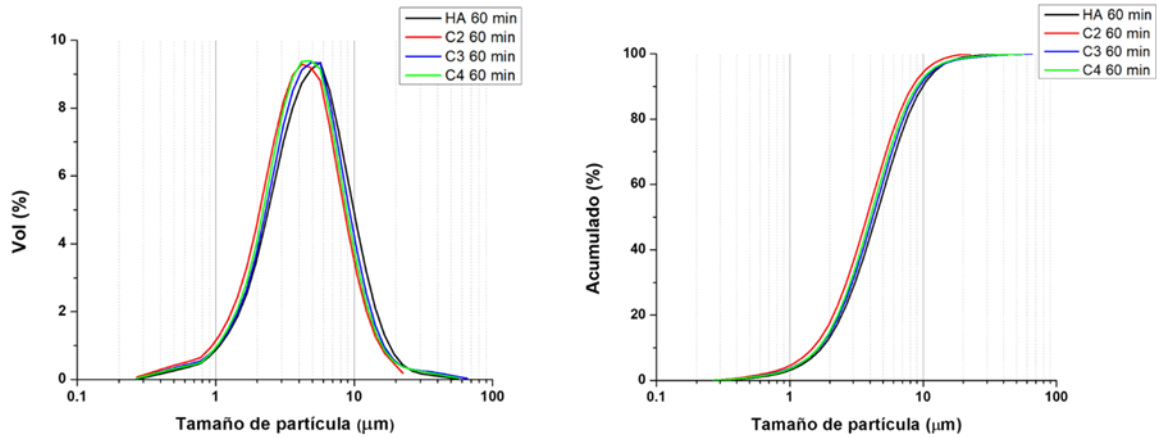 HA 60 min
C2 60 min
C3 60 min
C4 60 min
10
8
6
4
2
0
Vol (%)
0.1 1 10 100
Tamaño de partícula (µm)
HA 60 min
C2 60 min
C3 60 min
C4 60 min
100
80
60
40
20
0
Acumulado (%)
0.1 1 10 100
Tamaño de partícula (µm)